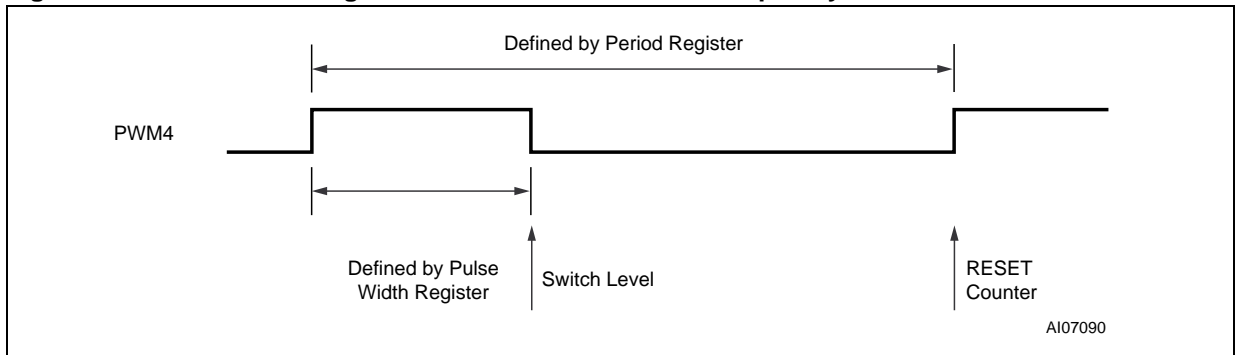 Defined by Period Register
PWM4
Defined by Pulse
Width Register
Switch Level
RESET
Counter
AI07090